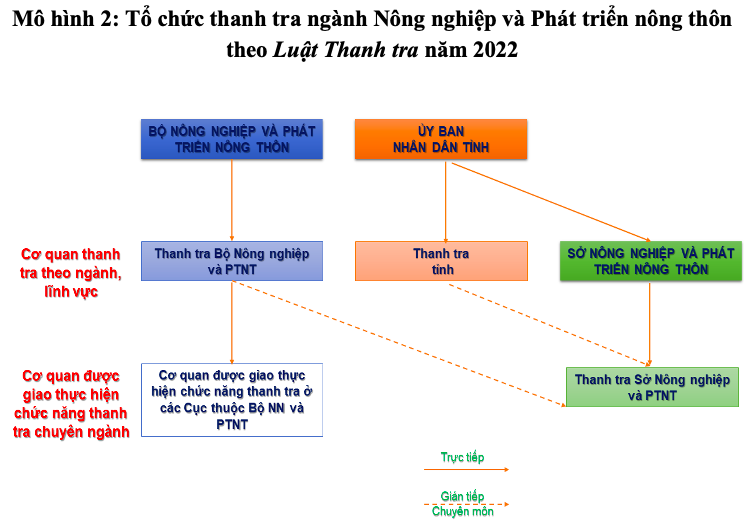 Mô hình 2: Tổ chức thanh tra ngành Nông nghiệp và Phát triển nông thôn
theo Luật Thanh tra năm 2022
BỘ NÔNG NGHIỆP VÀ PHÁT
TRIỂN NÔNG THÔN
ỦY BAN
NHÂN DÂN TỈNH
Cơ quan thanh
tra theo ngành,
lĩnh vực
Thanh tra Bộ Nông nghiệp
và PTNT
Thanh tra
tỉnh
SỞ NÔNG NGHIỆP VÀ PHÁT
TRIỂN NÔNG THÔN
Cơ quan được
giao thực hiện
chức năng thanh
tra chuyên ngành
Cơ quan được giao thực
hiện chức năng thanh tra ở
các Cục thuộc Bộ NN và
PTNT
Thanh tra Sở Nông nghiệp
và PTNT
Trực tiếp
Gián tiếp
Chuyên môn